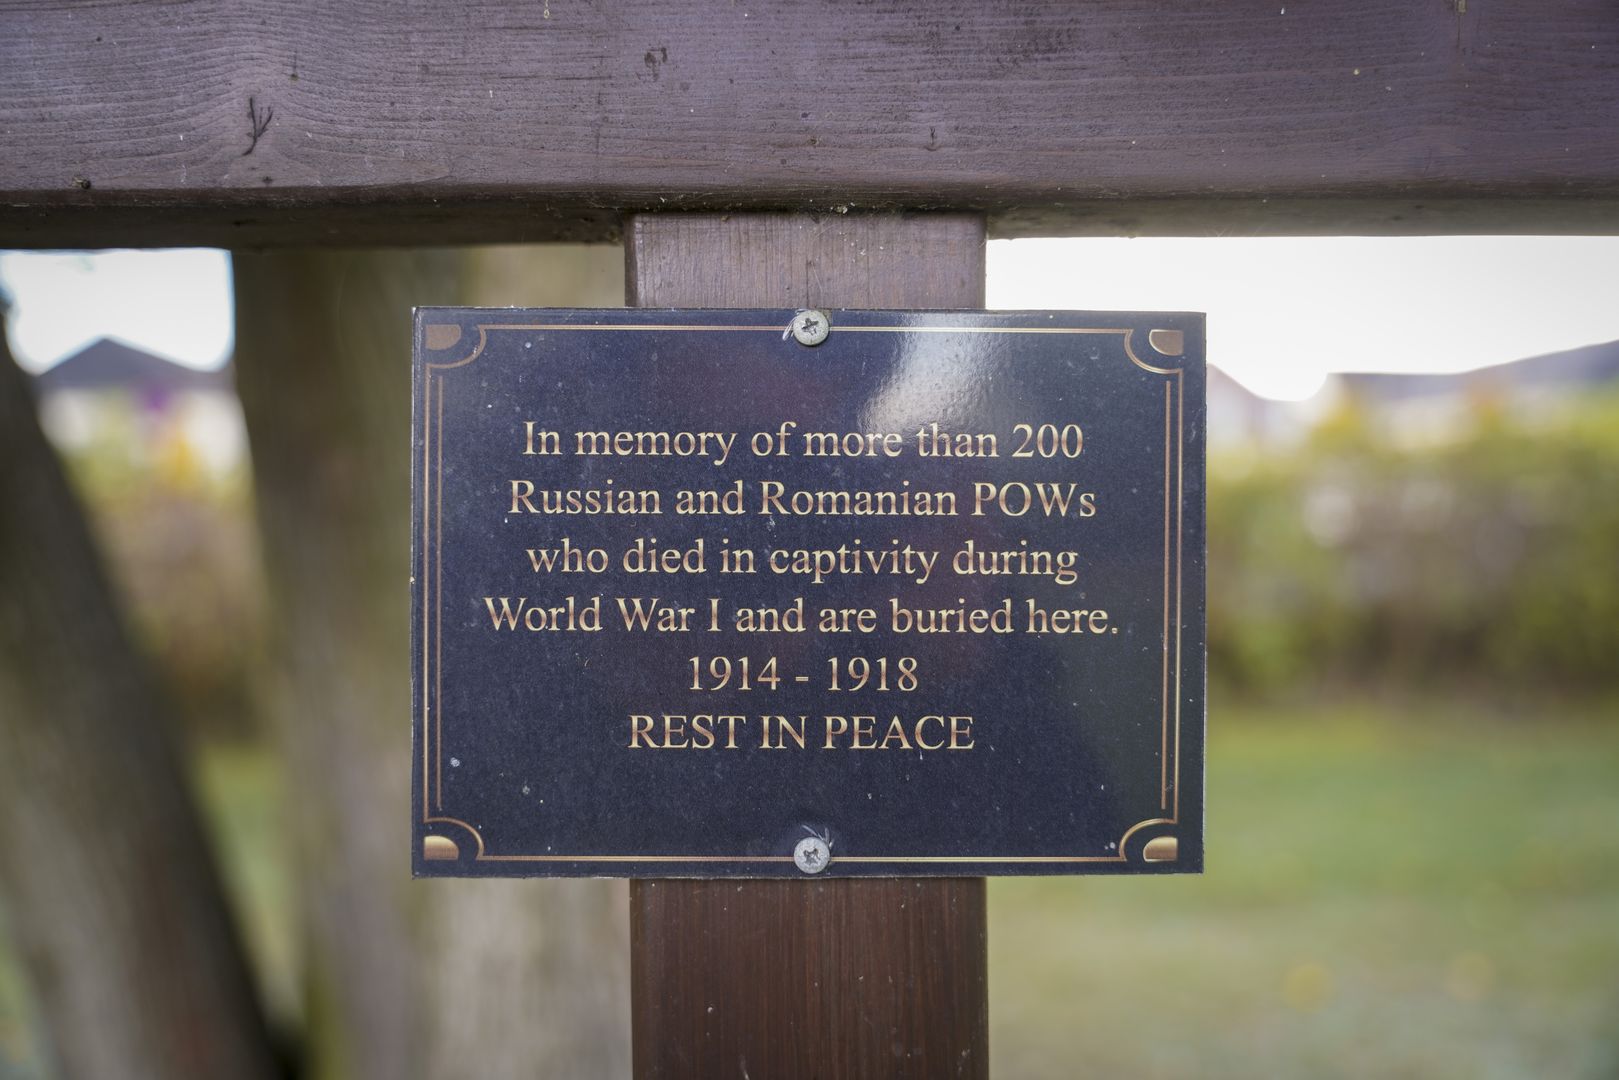 In memory of more than 200
Russian and Romanian POWs
who died in captivity during
World War I and are buried here.
1914 - 1918
REST IN PEACE